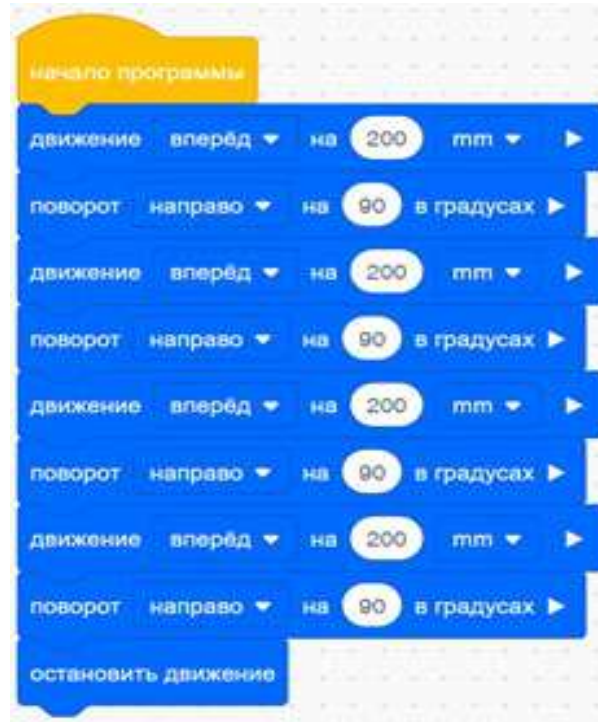 начало программы
движение вперёд на 200 mm
поворот направо на 90 в градусах
движение вперёд на 200 mm
поворот направо на 90 в градусах
движение вперёд на 200 mm
поворот направо на 90 в градусах
движение вперёд на 200 mm
поворот направо на 90 в градусах
остановить движение